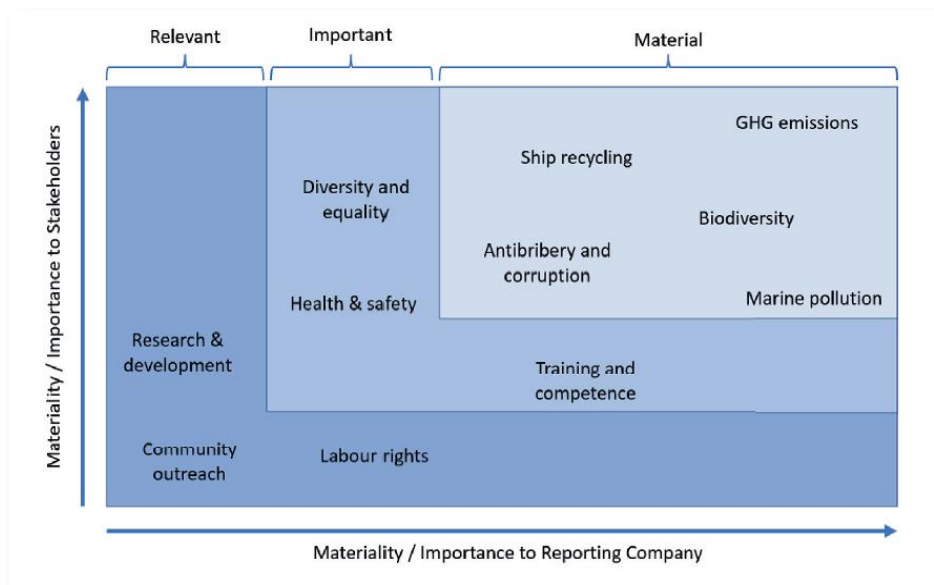 Relevant
Important
Material
Materiality / Importance to Stakeholders
GHG emissions
Ship recycling
Diversity and
equality
Biodiversity
Antibribery and
corruption
Health & safety
Marine pollution
Research &
development
Training and
competence
Community
outreach
Labour rights
Materiality / Importance to Reporting Company